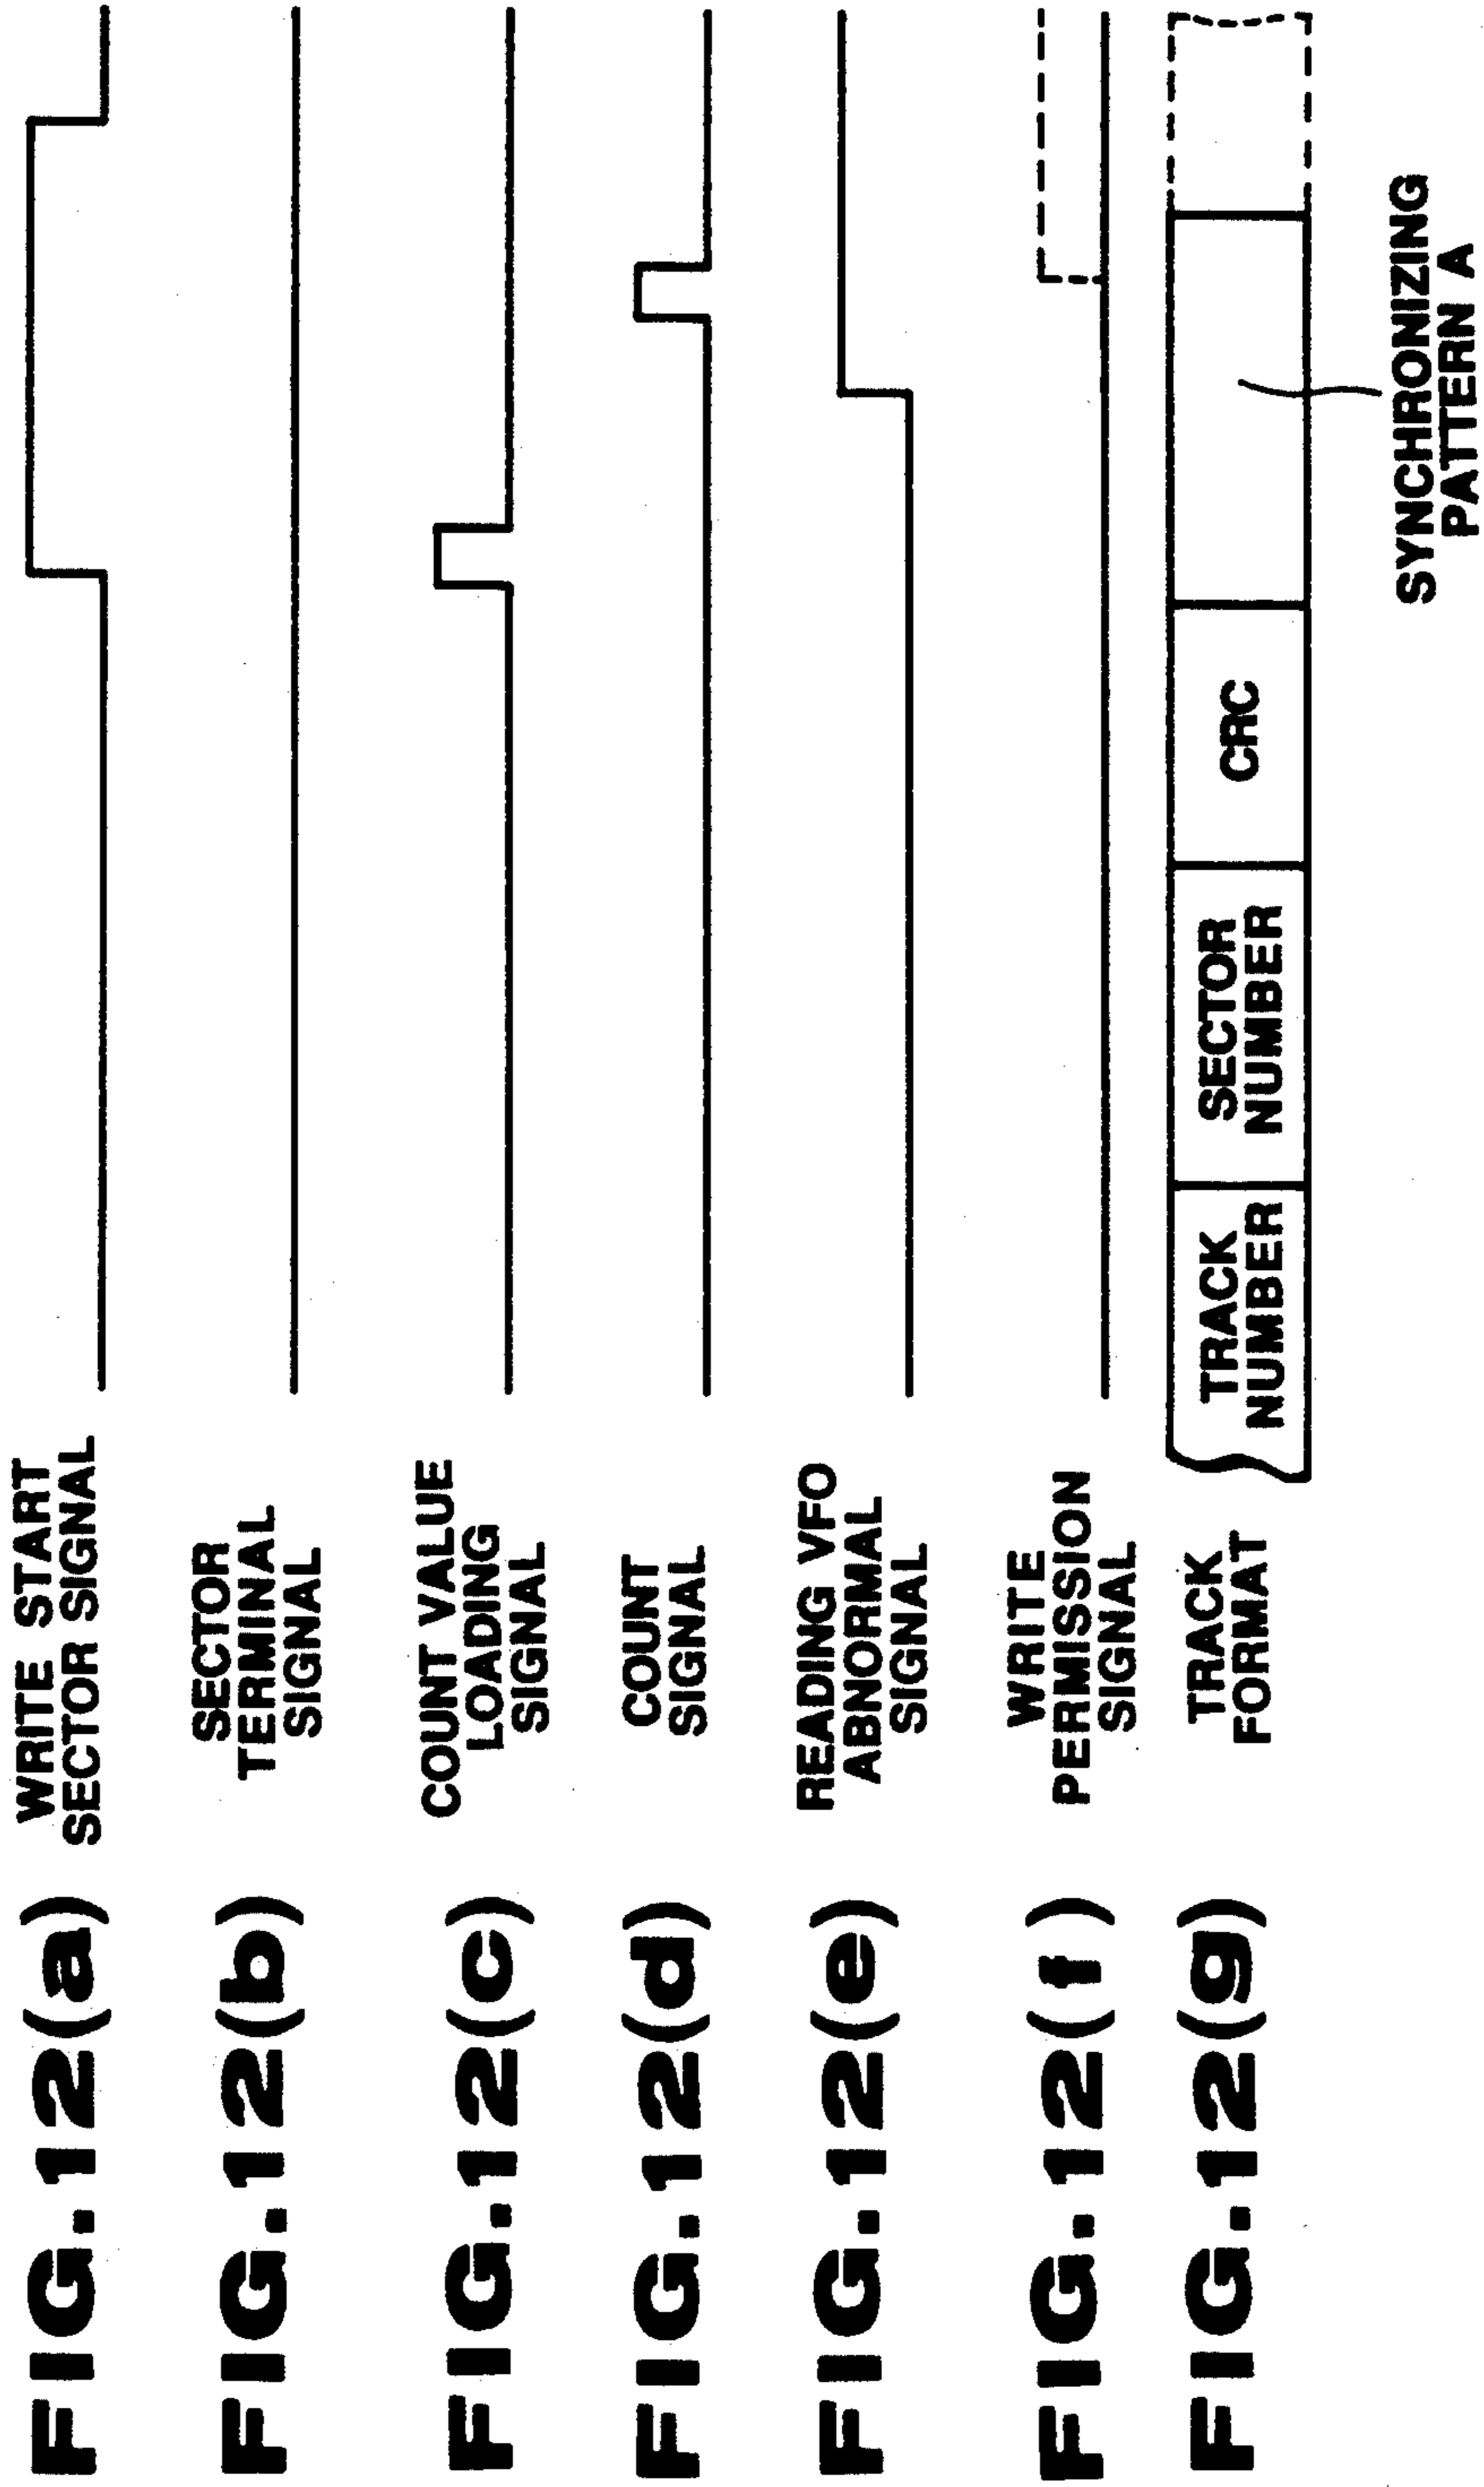 FIG.12(a)
WRITE START
SECTOR SIGNAL
FIG.12(b)
SECTOR
TERMINAL
SIGNAL
FIG.12(c)
COUNT VALUE
LOADING
SIGNAL
FIG.12(d)
COUNT
SIGNAL
FIG.12(e)
READING VFO
ABNORMAL
SIGNAL
FIG.12(f)
WRITE
PERMISSION
SIGNAL
FIG.12(g)
TRACK
FORMAT
TRACK
NUMBER
SECTOR
NUMBER
CRC
SYNCHRONIZING
PATTERN A